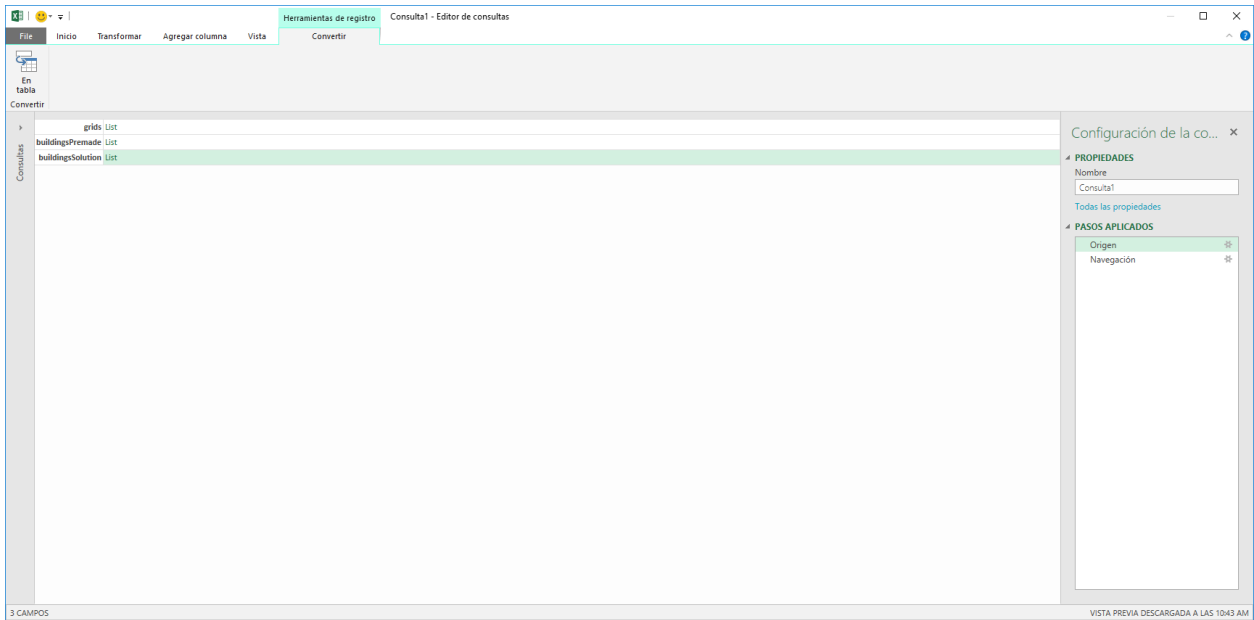 Herramientas de registro Consulta1 - Editor de consultas
File Inicio Transformar Agregar columna Vista Convertir
En
tabla
Convertir
Consultas
grids List
buildingsPremade List
buildingsSolution List
Configuración de la co...
PROPIEDADES
Nombre
Consulta1
Todas las propiedades
PASOS APLICADOS
Origen
Navegación
3 CAMPOS
VISTA PREVIA DESCARGADA A LAS 10:43 AM